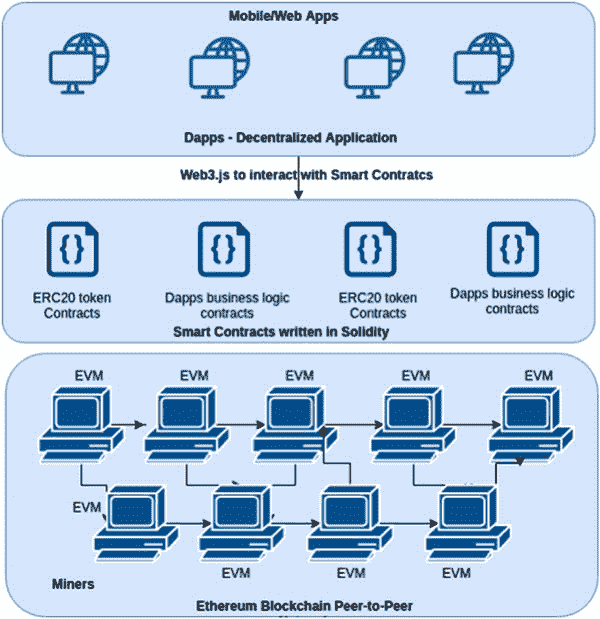 Mobile/Web Apps
Dapps - Decentralized Application
Web3.js to interact with Smart Contratcs
ERC20 token
Contracts
Dapps business logic
contracts
ERC20 token
Contracts
Dapps business logic
contracts
Smart Contracts written in Solidity
EVM
EVM
EVM
EVM
EVM
EVM
EVM
EVM
EVM
Miners
Ethereum Blockchain Peer-to-Peer